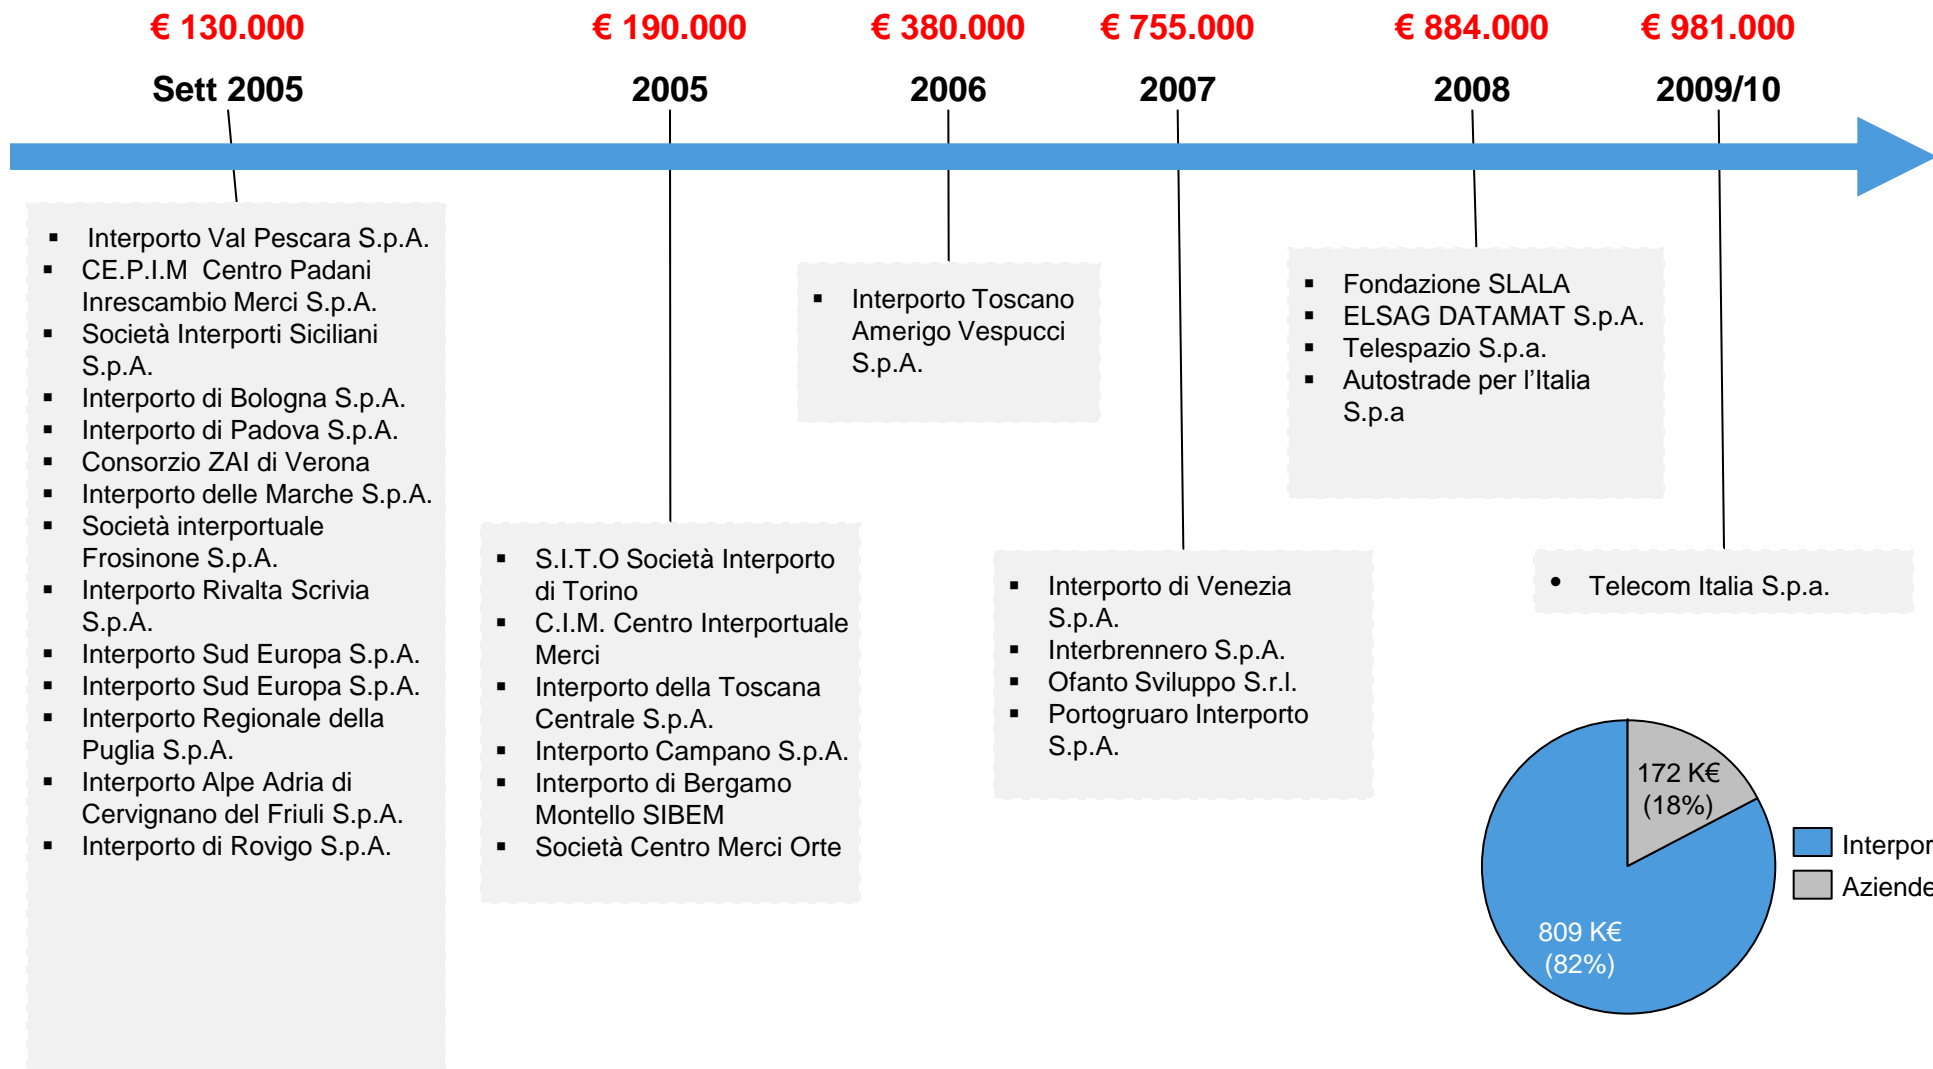 € 130.000
€ 190.000
€ 380.000
€ 755.000
€ 884.000
€ 981.000
Sett 2005
2005
2006
2007
2008
2009/10
▪ Interporto Val Pescara S.p.A.
▪ CE.P.I.M Centro Padani
Inrescambio Merci S.p.A.
▪ Società Interporti Siciliani
S.p.A.
▪ Interporto di Bologna S.p.A.
▪ Interporto di Padova S.p.A.
▪ Consorzio ZAI di Verona
▪ Interporto delle Marche S.p.A.
▪ Società interportuale
Frosinone S.p.A.
▪ Interporto Rivalta Scrivia
S.p.A.
▪ Interporto Sud Europa S.p.A.
▪ Interporto Sud Europa S.p.A.
▪ Interporto Regionale della
Puglia S.p.A.
▪ Interporto Alpe Adria di
Cervignano del Friuli S.p.A.
▪ Interporto di Rovigo S.p.A.
▪ S.I.T.O Società Interporto
di Torino
▪ C.I.M. Centro Interportuale
Merci
▪ Interporto della Toscana
Centrale S.p.A.
▪ Interporto Campano S.p.A.
▪ Interporto di Bergamo
Montello SIBEM
▪ Società Centro Merci Orte
▪ Interporto Toscano
Amerigo Vespucci
S.p.A.
▪ Interporto di Venezia
S.p.A.
▪ Interbrennero S.p.A.
▪ Ofanto Sviluppo S.r.l.
▪ Portogruaro Interporto
S.p.A.
▪ Fondazione SLALA
▪ ELSAG DATAMAT S.p.A.
▪ Telespazio S.p.a.
▪ Autostrade per l’Italia
S.p.a
• Telecom Italia S.p.a.
172 K€
(18%)
809 K€
(82%)
Interpor
Aziende